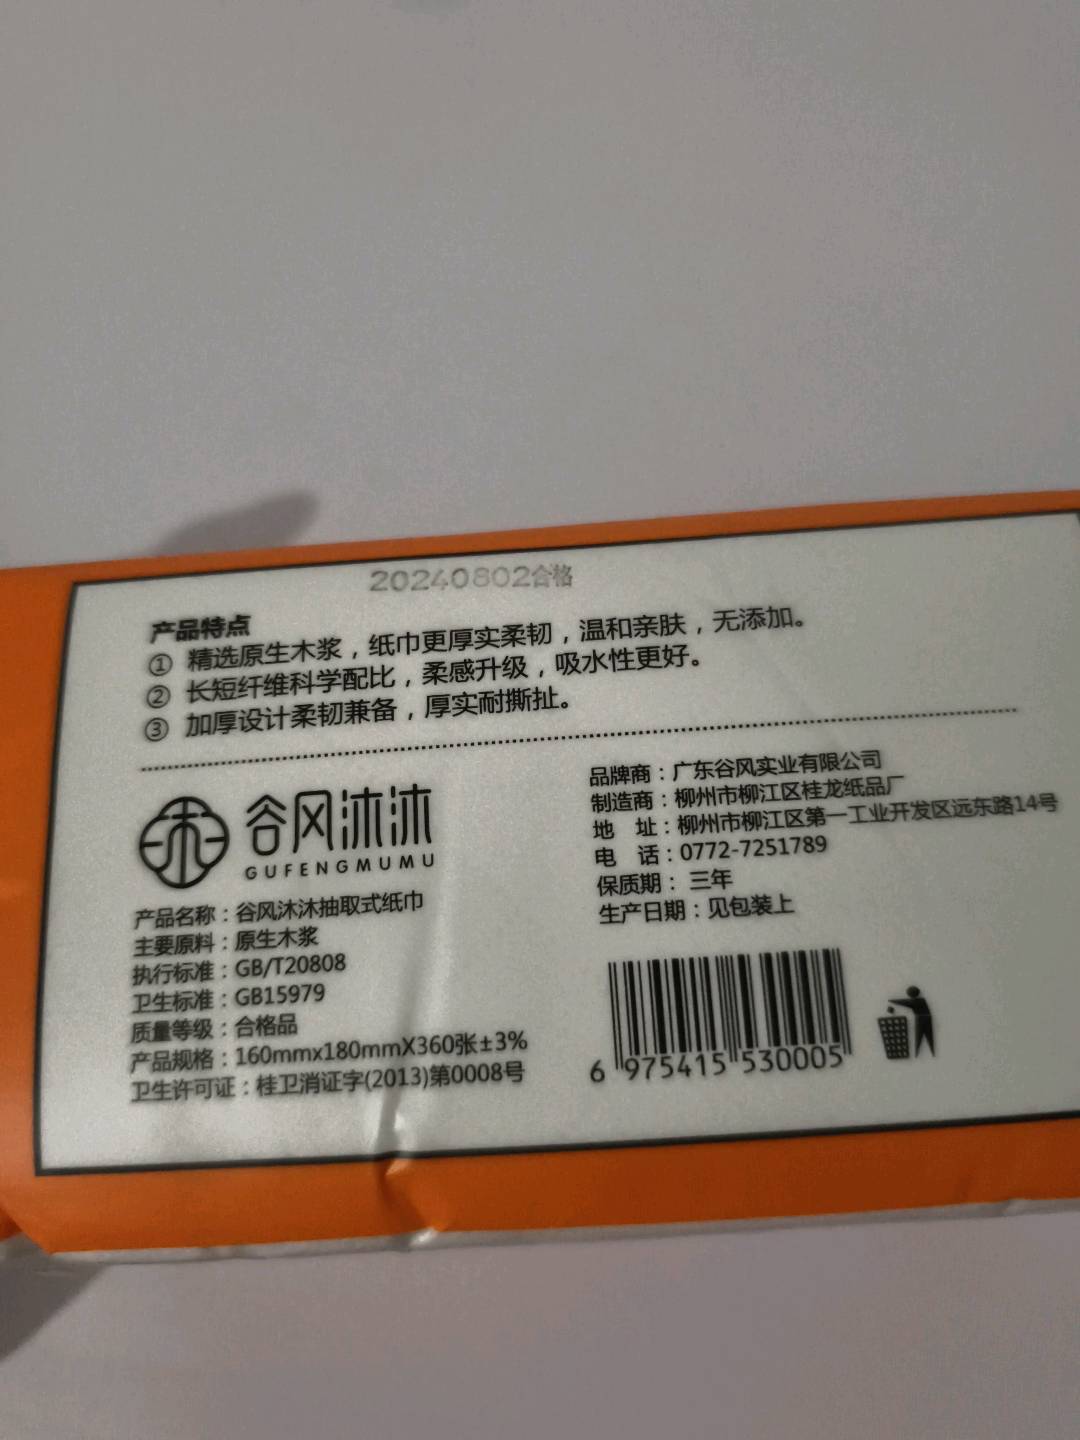 20240802合格
产品特点
① 精选原生木浆，纸巾更厚实柔韧，温和亲肤，无添加。
② 长短纤维科学配比，柔感升级，吸水性更好。
③ 加厚设计柔韧兼备，厚实耐撕扯。
谷风沐沐
GUFENGMUMU
产品名称：谷风沐沐抽取式纸巾
主要原料：原生木浆
执行标准：GB/T20808
卫生标准：GB15979
质量等级：合格品
产品规格：160mmx180mmX360张±3%
卫生许可证：桂卫消证字(2013)第0008号
品牌商：广东谷风实业有限公司
制造商：柳州市柳江区桂龙纸品厂
地 址：柳州市柳江区第一工业开发区远东路14号
电 话：0772-7251789
保质期： 三年
生产日期：见包装上
6 975415 530005